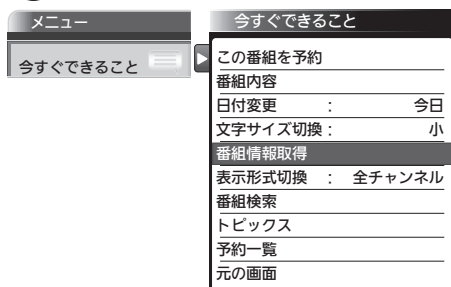 メニュー
今すぐできること
今すぐできること
この番組を予約
番組内容
日付変更 : 今日
文字サイズ切換 : 小
番組情報取得
表示形式切換 : 全チャンネル
番組検索
トピックス
予約一覧
元の画面